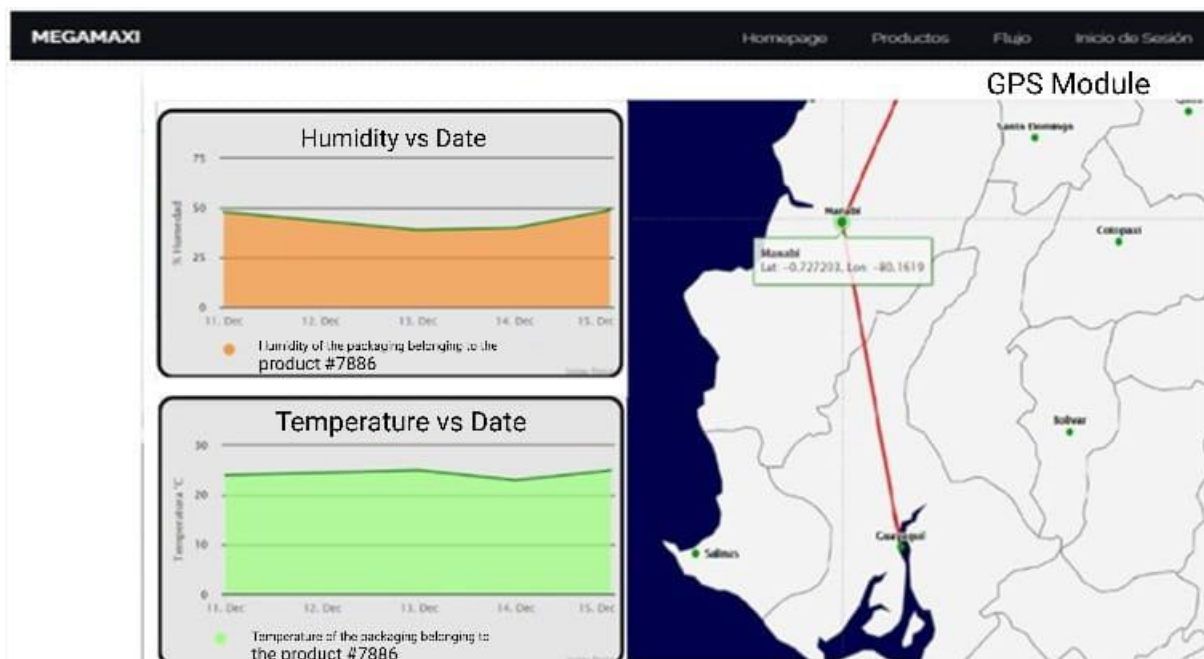 MEGAMAXI
Homepage Productos Flujo Inicio de Sesión
GPS Module
Humidity vs Date
75
50
25
0
% Humedad
11. Dec 12. Dec 13. Dec 14. Dec 15. Dec
Humidity of the packaging belonging to the
product #7886
Temperature vs Date
30
20
10
0
Temperatura °C
11. Dec 12. Dec 13. Dec 14. Dec 15. Dec
Temperature of the packaging belonging to
the product #7886
Santo Domingo
Manabi
Cotopaxi
Manabi
Lat: -0,727203, Lon: -80,1619
Bolivar
Guayaquil
Salinas